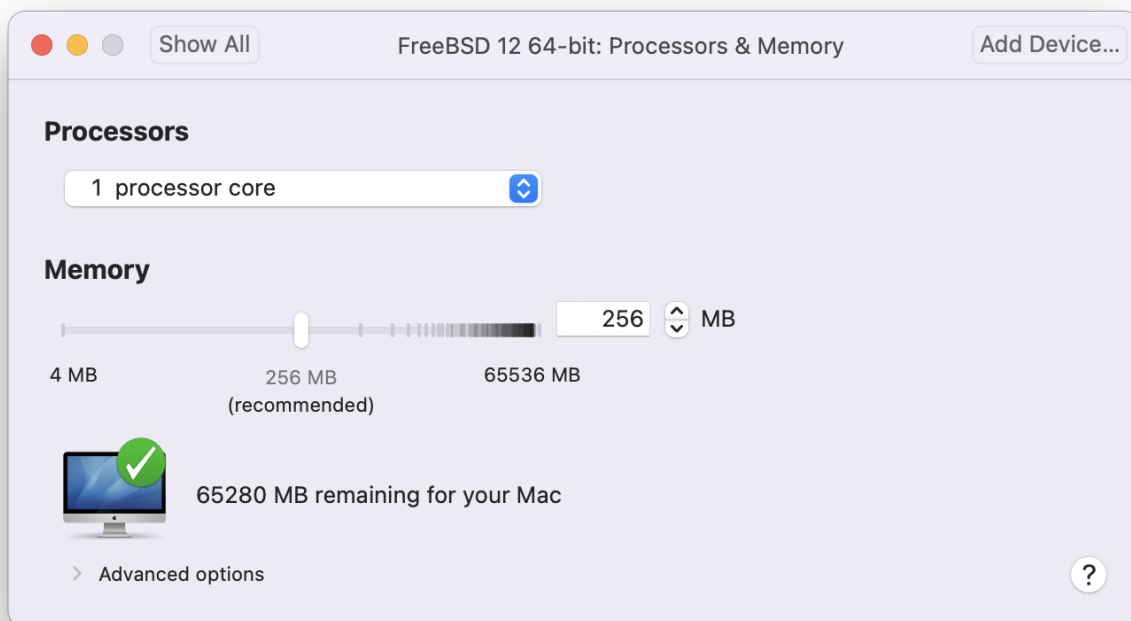 Show All
FreeBSD 12 64-bit: Processors & Memory
Add Device...
Processors
1 processor core
Memory
256
MB
4 MB
256 MB
(recommended)
65536 MB
65280 MB remaining for your Mac
Advanced options
?